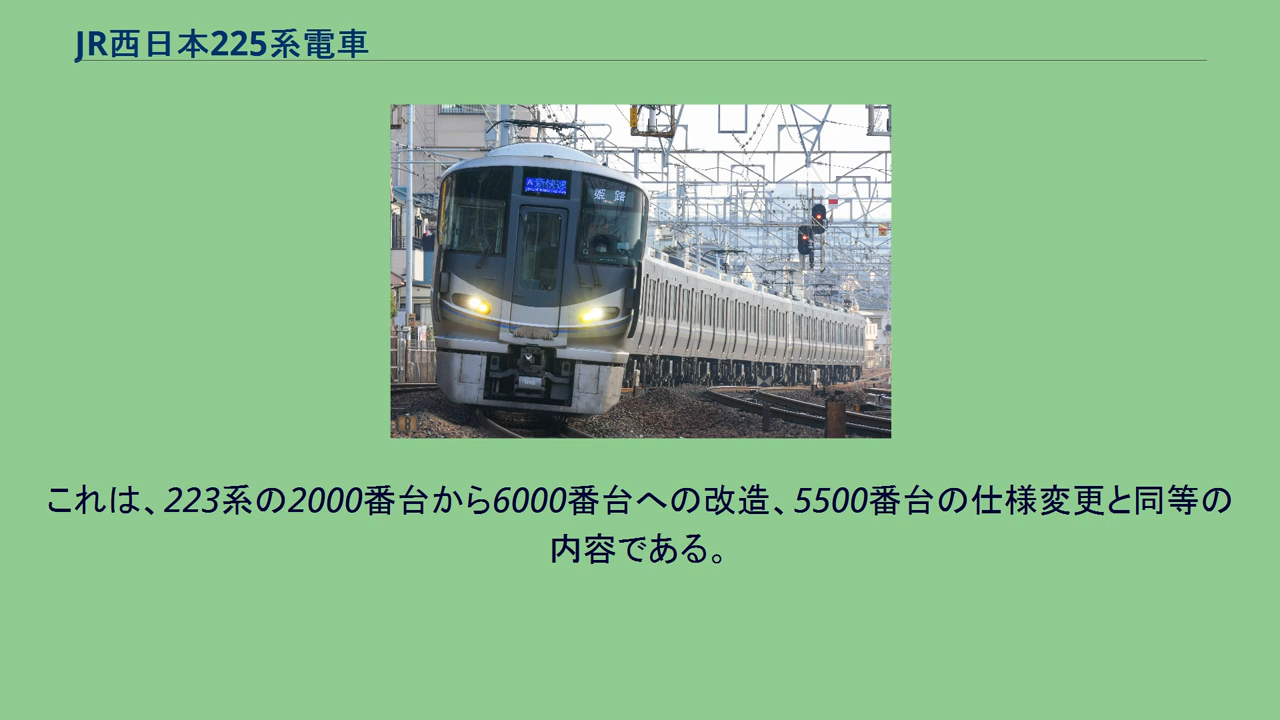 JR西日本225系電車
A新快速
姫路
これは、223系の2000番台から6000番台への改造、5500番台の仕様変更と同等の
内容である。